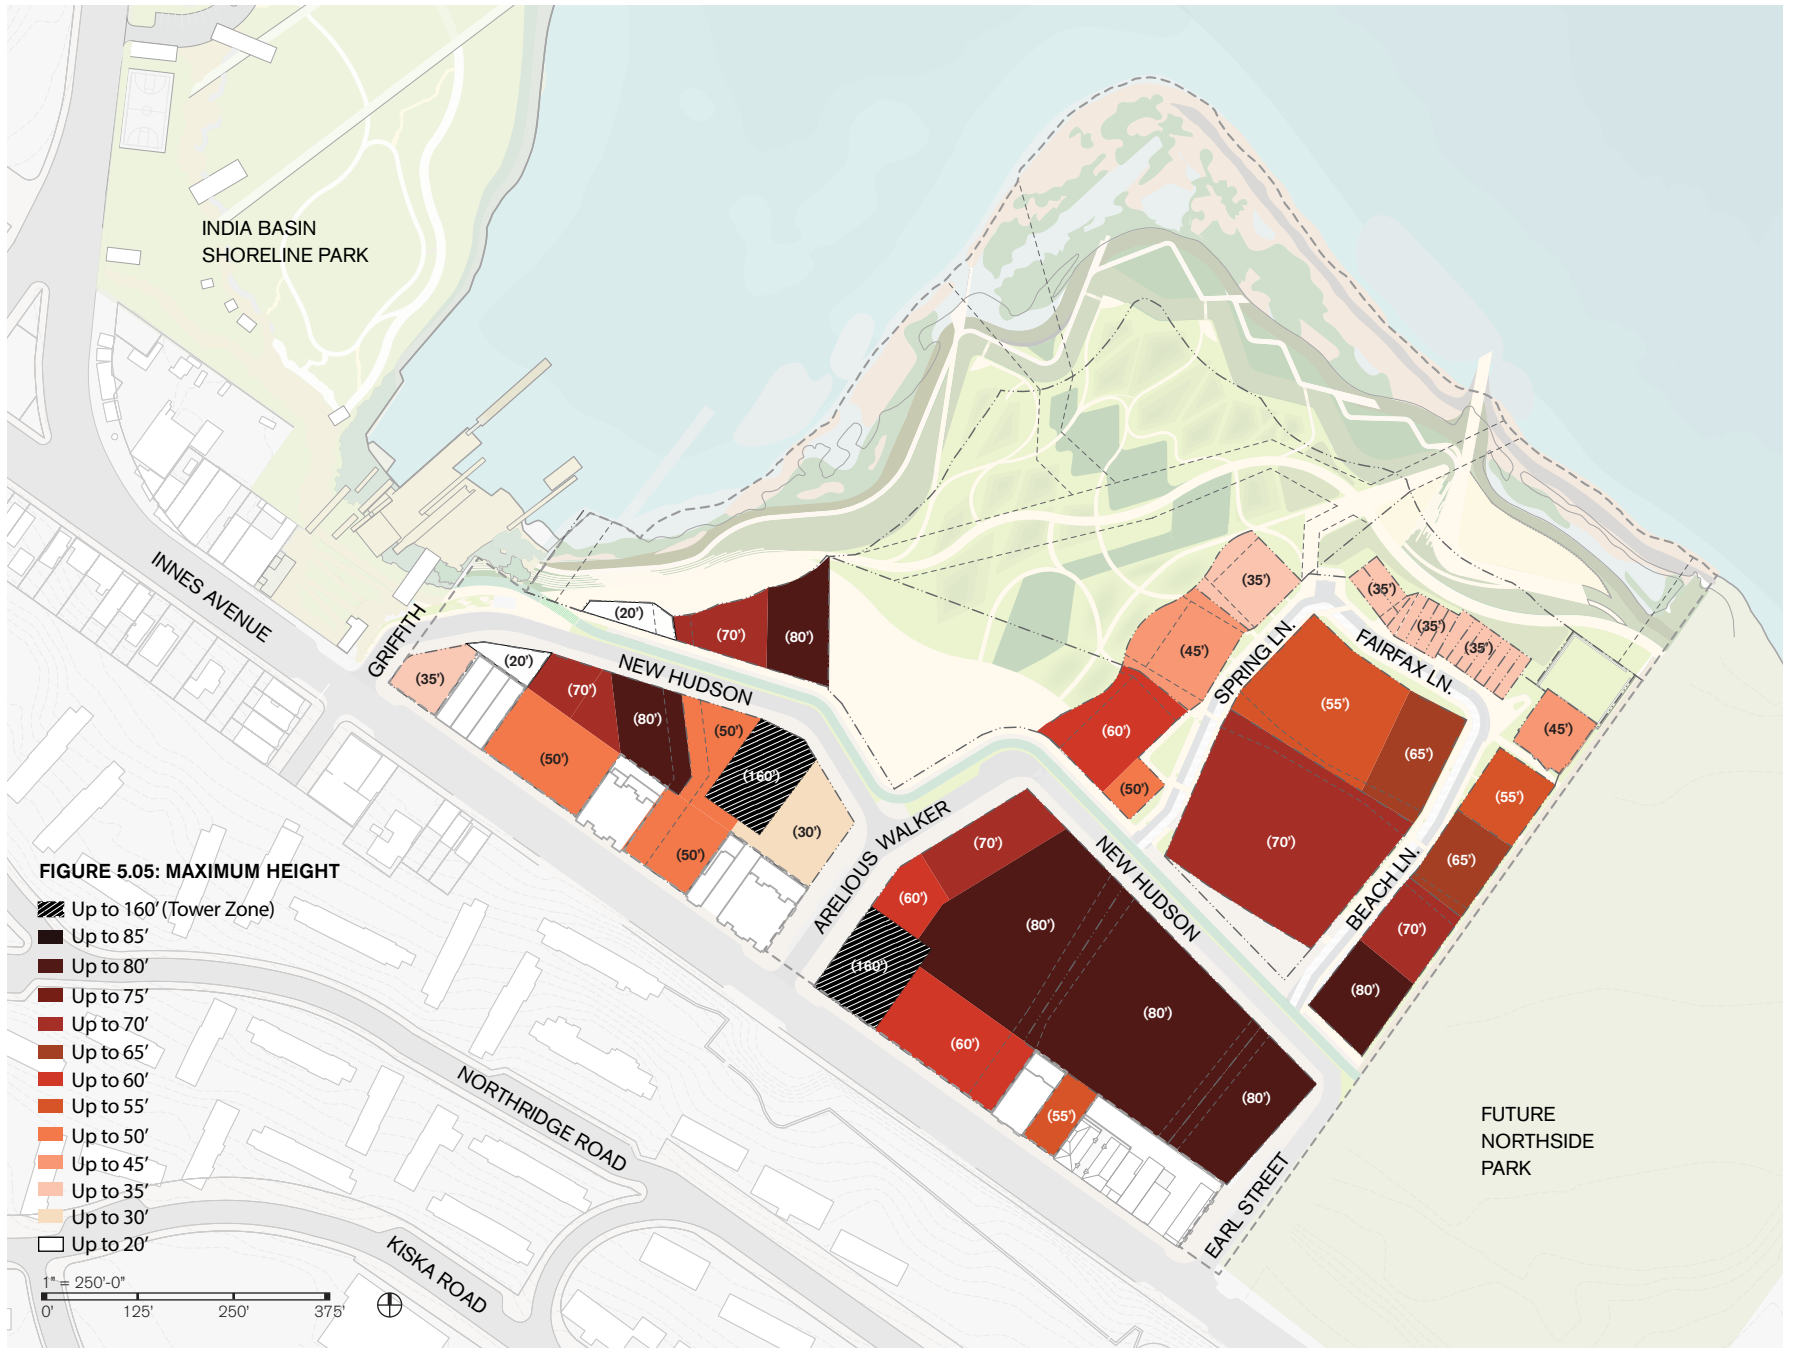 INDIA BASIN
SHORELINE PARK
INNES AVENUE
GRIFFITH
NEW HUDSON
ARELIOUS WALKER
NEW HUDSON
SPRING LN.
FAIRFAX LN.
BEACH LN.
EARL STREET
NORTHRIDGE ROAD
KISKA ROAD
FUTURE
NORTHSIDE
PARK
(20')
(70')
(80')
(35')
(20')
(70')
(80')
(50')
(50')
(160')
(30')
(50')
(35')
(45')
(60')
(50')
(35')
(35')
(35')
(55')
(65')
(70')
(45')
(55')
(65')
(70')
(80')
(70')
(60')
(80')
(160')
(60')
(80')
(80')
(55')
FIGURE 5.05: MAXIMUM HEIGHT
Up to 160' (Tower Zone)
Up to 85'
Up to 80'
Up to 75'
Up to 70'
Up to 65'
Up to 60'
Up to 55'
Up to 50'
Up to 45'
Up to 35'
Up to 30'
Up to 20'
1" = 250'-0"
0' 125' 250' 375'